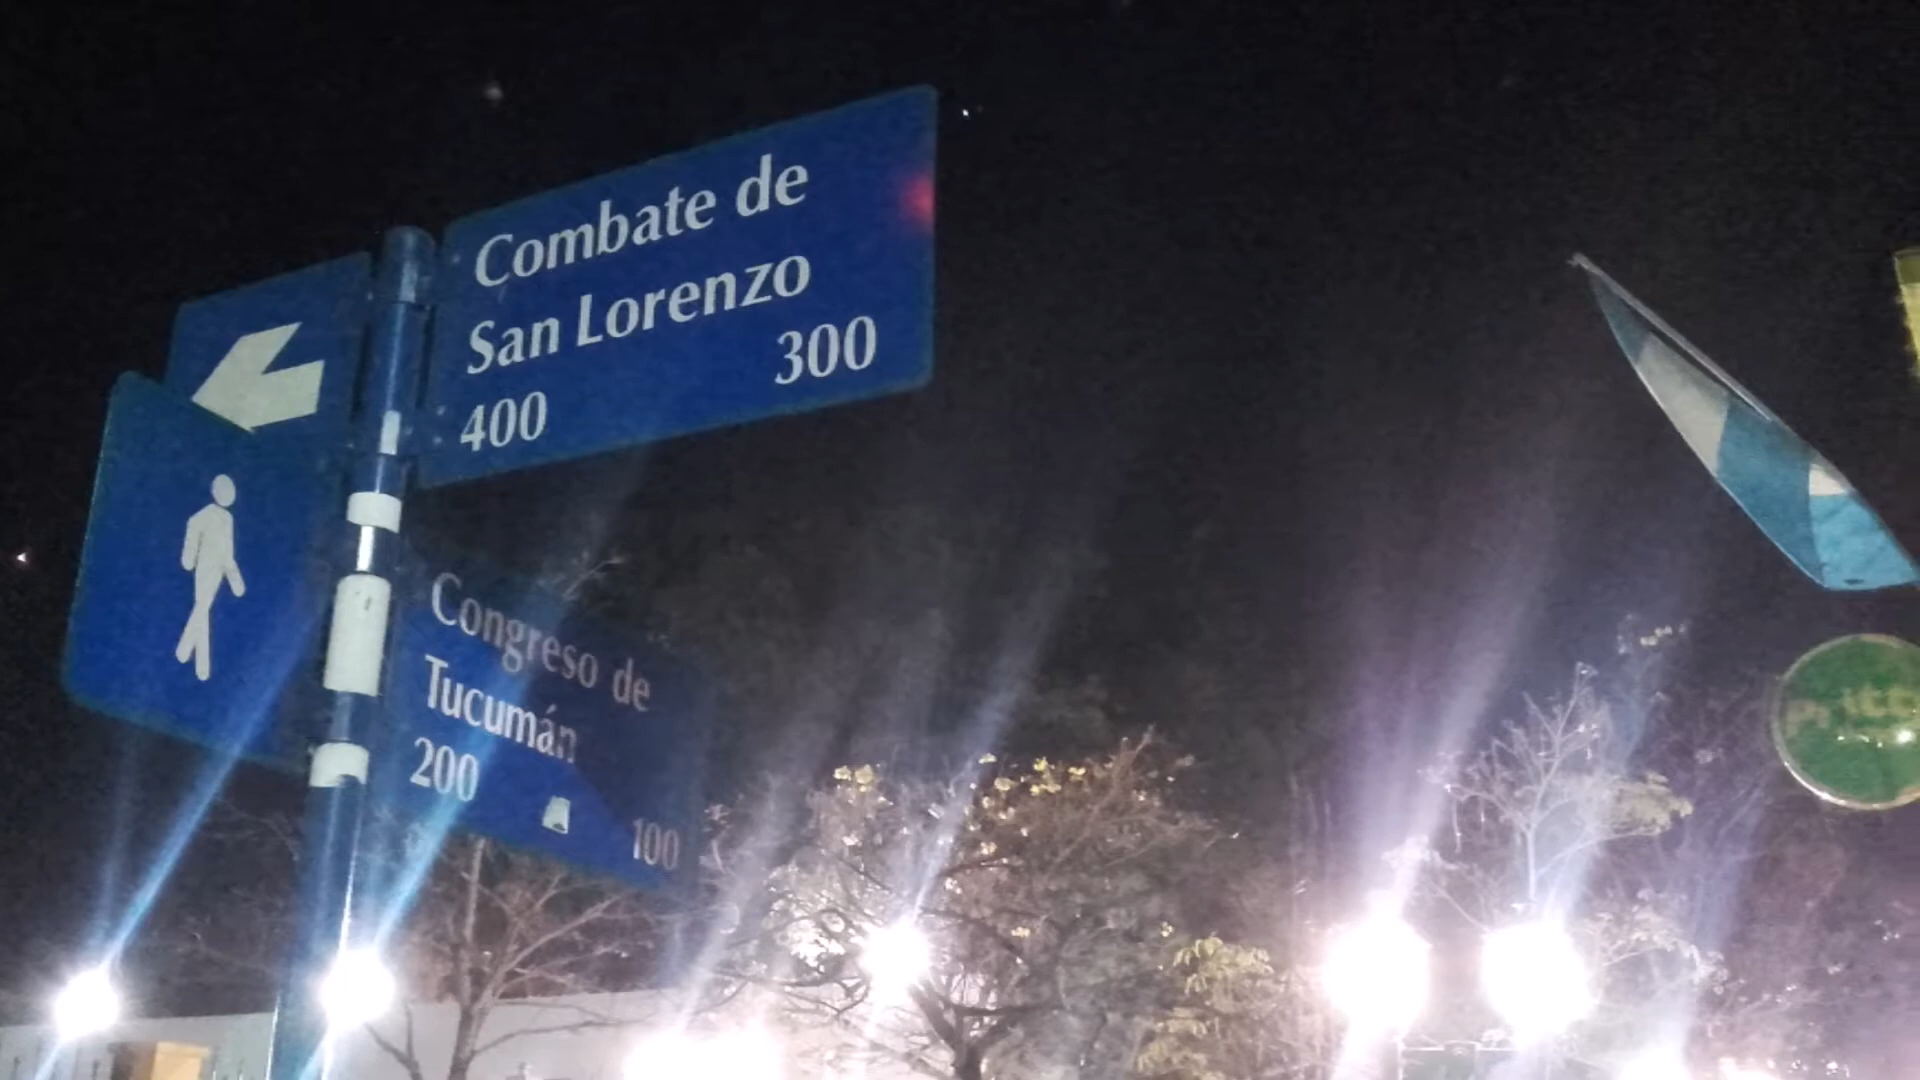 Combate de
San Lorenzo
400 300
Congreso de
Tucumán
200 100